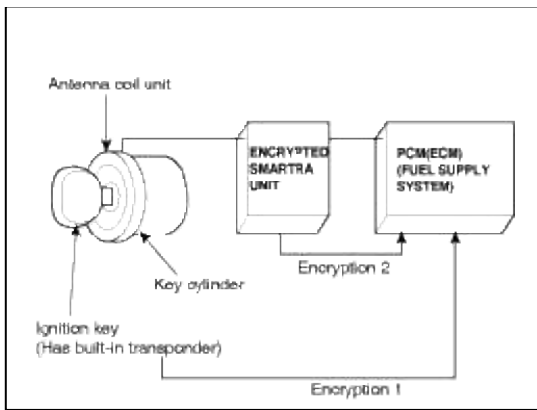 Antenna coil unit
ENCRYPTED
SMARTRA
UNIT
PCM(ECM)
(FUEL SUPPLY
SYSTEM)
Encryption 2
Key cylinder
Ignition key
(Has built-in transponder)
Encryption 1